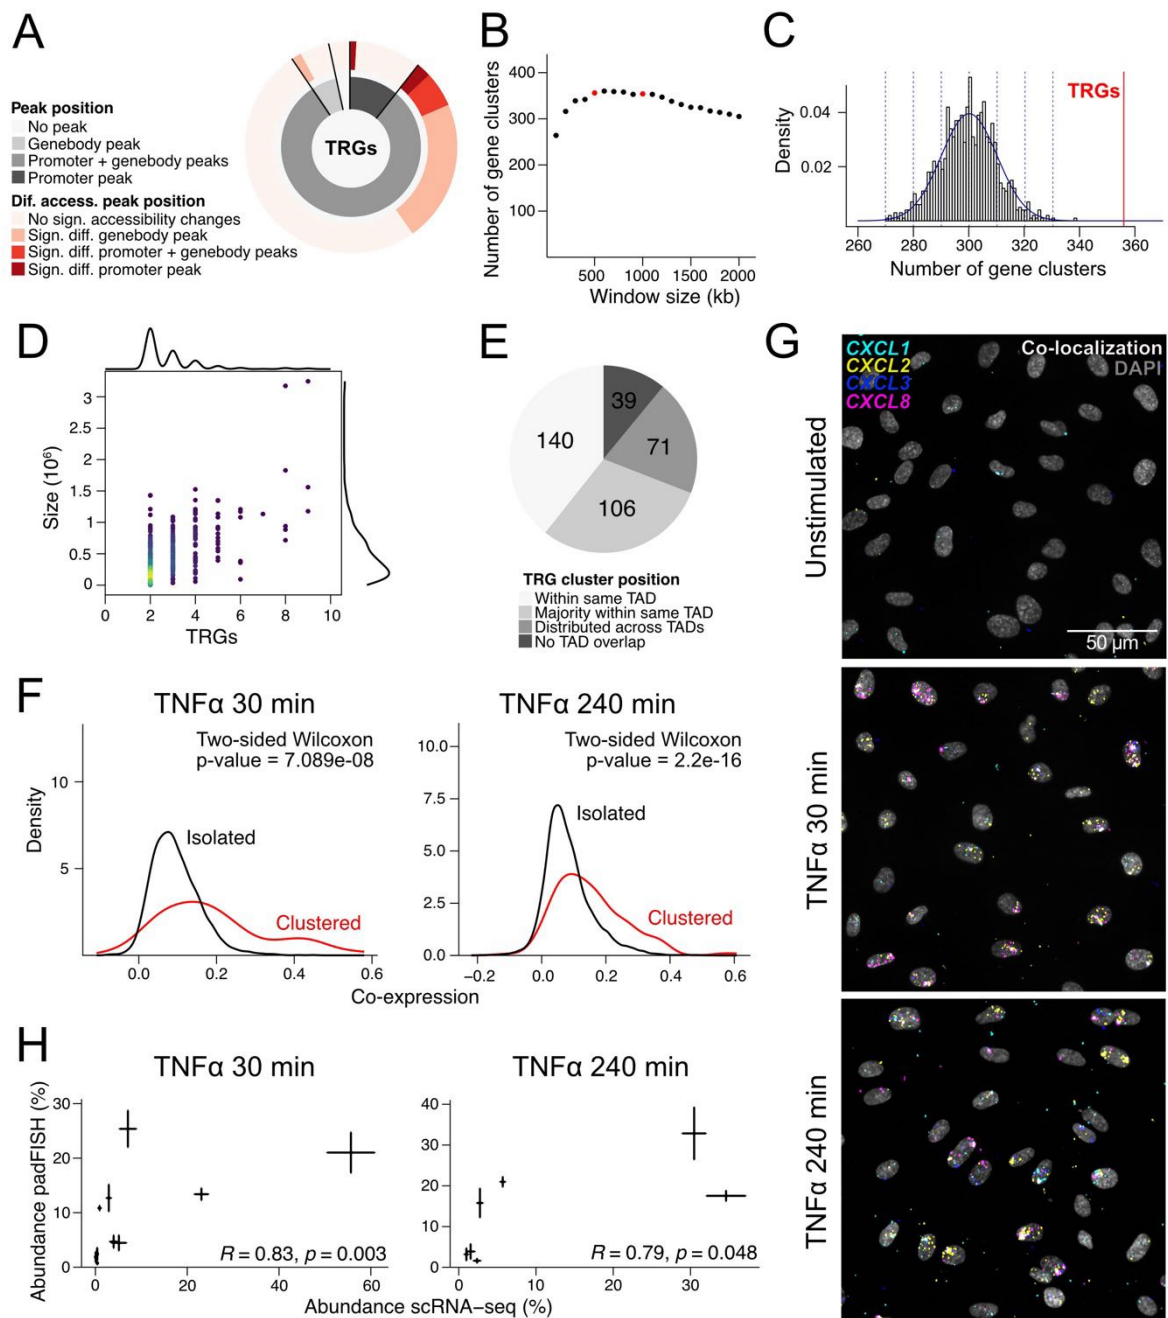 A
Peak position
No peak
Genebody peak
Promoter + genebody peaks
Promoter peak
Dif. access. peak position
No sign. accessibility changes
Sign. diff. genebody peak
Sign. diff. promoter + genebody peaks
Sign. diff. promoter peak
TRGs
B
Number of gene clusters
400
300
200
100
500 1000 1500 2000
Window size (kb)
C
Density
0.04
0.02
TRGs
260 280 300 320 340 360
Number of gene clusters
D
Size (10⁶)
3
2.5
2
1.5
1
0.5
0
0 2 4 6 8 10
TRGs
E
39
140
71
106
TRG cluster position
Within same TAD
Majority within same TAD
Distributed across TADs
No TAD overlap
F
TNFα 30 min
Two-sided Wilcoxon
p-value = 7.089e-08
Density
10
5
Isolated
Clustered
0.0 0.2 0.4 0.6
TNFα 240 min
Two-sided Wilcoxon
p-value = 2.2e-16
10.0
7.5
5.0
2.5
0.0
Isolated
Clustered
−0.2 0.0 0.2 0.4 0.6
Co-expression
G
CXCL1
CXCL2
CXCL3
CXCL8
Co-localization
DAPI
Unstimulated
50 µm
TNFα 30 min
TNFα 240 min
H
TNFα 30 min
Abundance padFISH (%)
30
20
10
0
R = 0.83, p = 0.003
0 20 40 60
TNFα 240 min
40
30
20
10
0
R = 0.79, p = 0.048
0 10 30
Abundance scRNA−seq (%)